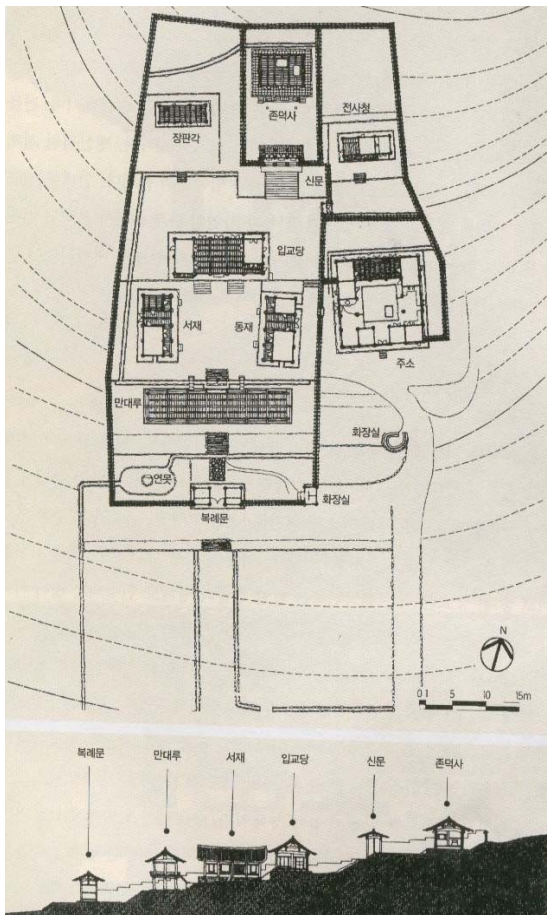 존덕사
전사청
장판각
신문
입교당
서재
동재
주소
만대루
화장실
연못
화장실
복례문
N
0 1 5 10 15m
복례문 만대루 서재 입교당 신문 존덕사